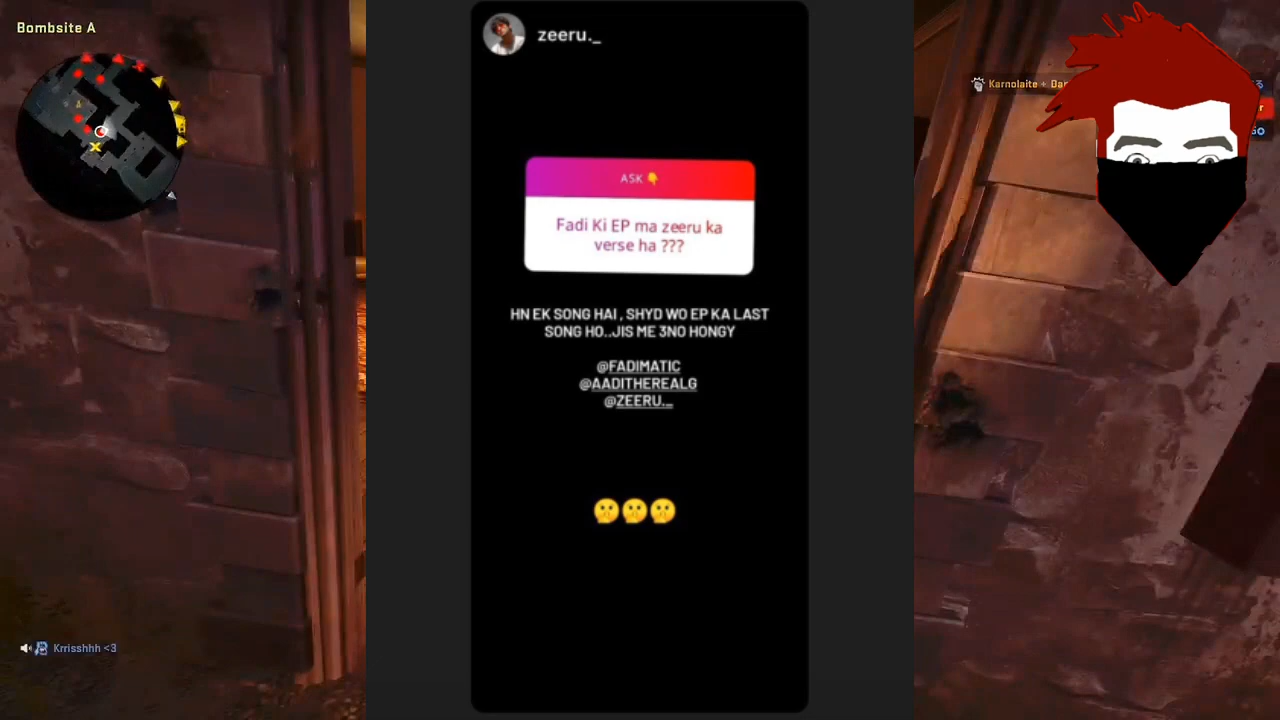 Bombsite A
zeeru._
Karnolaite +
ASK 👇
Fadi Ki EP ma zeeru ka
verse ha ???
HN EK SONG HAI , SHYD WO EP KA LAST
SONG HO..JIS ME 3NO HONGY
@FADIMATIC
@AADITHEREALG
@ZEERU._
🤫🤫🤫
Krrisshhh <3